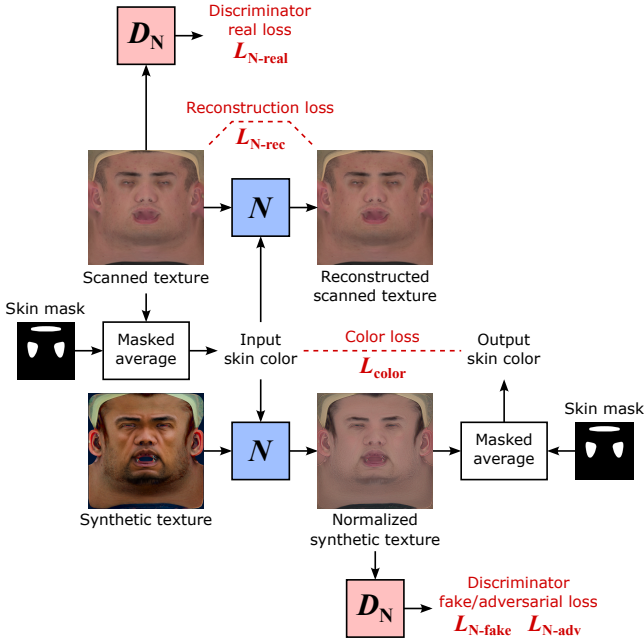 D_N
Discriminator
real loss
L_N-real
Reconstruction loss
L_N-rec
N
Scanned texture
Reconstructed
scanned texture
Skin mask
Masked
average
Input
skin color
Color loss
L_color
Output
skin color
Skin mask
N
Masked
average
Synthetic texture
Normalized
synthetic texture
D_N
Discriminator
fake/adversarial loss
L_N-fake L_N-adv